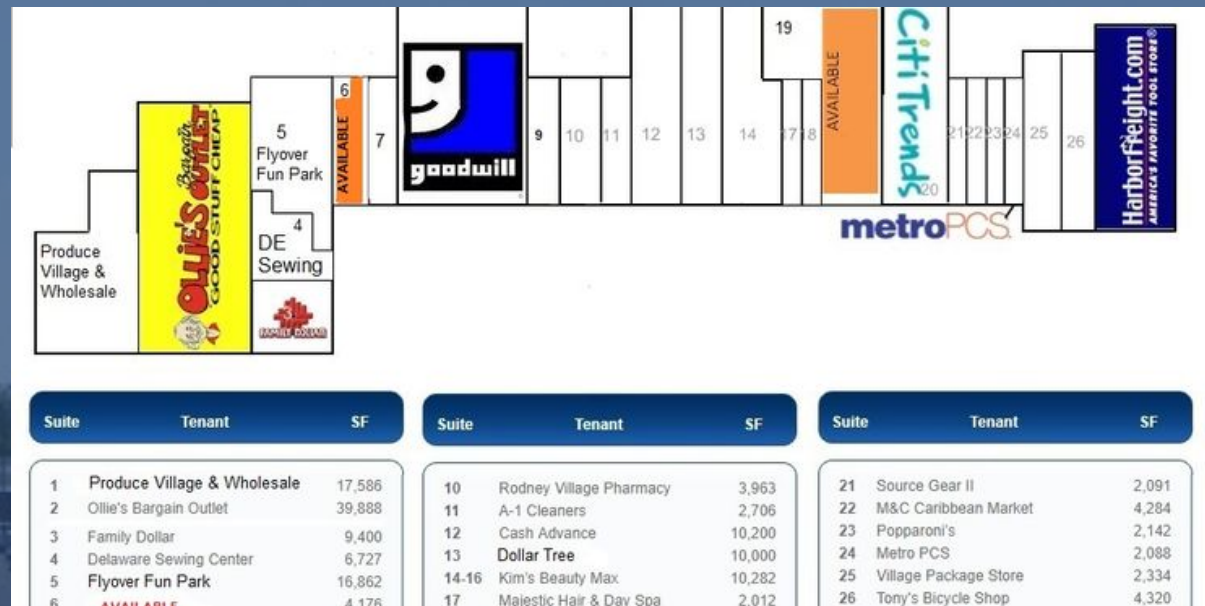 19
CitiTrends
AVAILABLE
HarborFreight.com
AMERICA'S FAVORITE TOOL STORE®
6
AVAILABLE
Bargain
OLLIE'S OUTLET
GOOD STUFF CHEAP
5
Flyover
Fun Park
7
goodwill
9
10
11
12
13
14
17
18
20
21
22
23
24
25
26
4
DE
Sewing
metroPCS.
Produce
Village &
Wholesale
3
FAMILY DOLLAR
Suite Tenant SF
1 Produce Village & Wholesale 17,586
2 Ollie's Bargain Outlet 39,888
3 Family Dollar 9,400
4 Delaware Sewing Center 6,727
5 Flyover Fun Park 16,862
6 AVAILABLE 4,176
Suite Tenant SF
10 Rodney Village Pharmacy 3,963
11 A-1 Cleaners 2,706
12 Cash Advance 10,200
13 Dollar Tree 10,000
14-16 Kim's Beauty Max 10,282
17 Majestic Hair & Day Spa 2,012
Suite Tenant SF
21 Source Gear II 2,091
22 M&C Caribbean Market 4,284
23 Popparoni's 2,142
24 Metro PCS 2,088
25 Village Package Store 2,334
26 Tony's Bicycle Shop 4,320